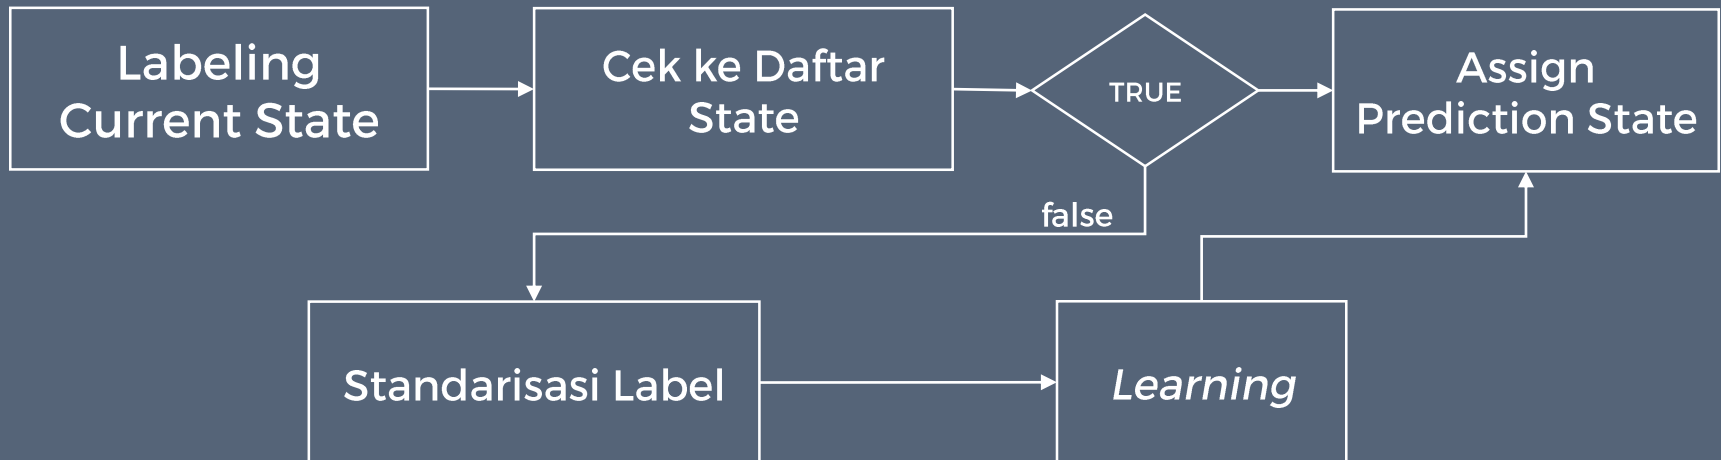 Labeling
Current State
Cek ke Daftar
State
TRUE
Assign
Prediction State
false
Standarisasi Label
Learning